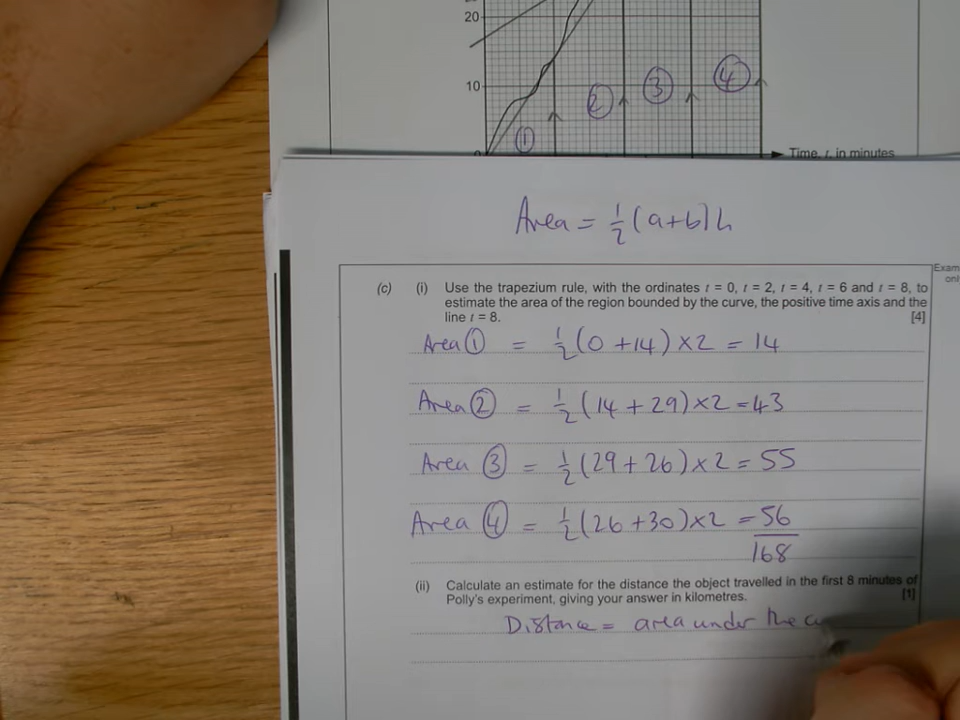 20
10
① ② ③ ④
0
Time, t, in minutes
Area = 1/2 (a+b) h
Exam
onl
(c) (i) Use the trapezium rule, with the ordinates t = 0, t = 2, t = 4, t = 6 and t = 8, to
estimate the area of the region bounded by the curve, the positive time axis and the
line t = 8. [4]
Area ① = 1/2 (0 + 14) × 2 = 14
Area ② = 1/2 (14 + 29) × 2 = 43
Area ③ = 1/2 (29 + 26) × 2 = 55
Area ④ = 1/2 (26 + 30) × 2 = 56
168
(ii) Calculate an estimate for the distance the object travelled in the first 8 minutes of
Polly's experiment, giving your answer in kilometres. [1]
Distance = area under the